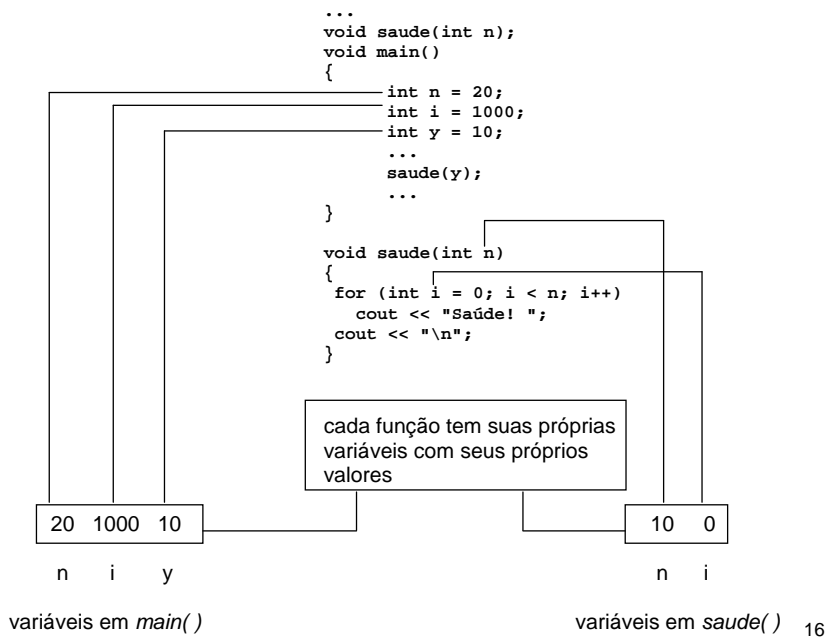 ...
void saude(int n);
void main()
{
int n = 20;
int i = 1000;
int y = 10;
...
saude(y);
...
}
void saude(int n)
{
for (int i = 0; i < n; i++)
cout << "Saúde! ";
cout << "\n";
}
cada função tem suas próprias
variáveis com seus próprios
valores
20 1000 10
n i y
variáveis em main( )
10 0
n i
variáveis em saude( )
16